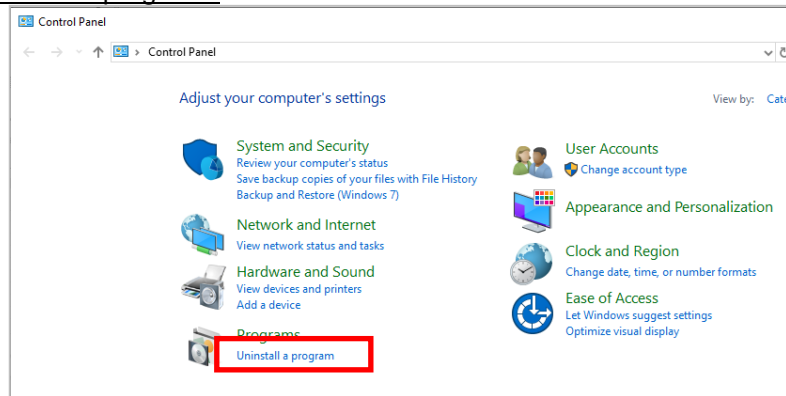 Control Panel
Control Panel
Adjust your computer's settings
View by:
System and Security
Review your computer's status
Save backup copies of your files with File History
Backup and Restore (Windows 7)
Network and Internet
View network status and tasks
Hardware and Sound
View devices and printers
Add a device
Programs
Uninstall a program
User Accounts
Change account type
Appearance and Personalization
Clock and Region
Change date, time, or number formats
Ease of Access
Let Windows suggest settings
Optimize visual display